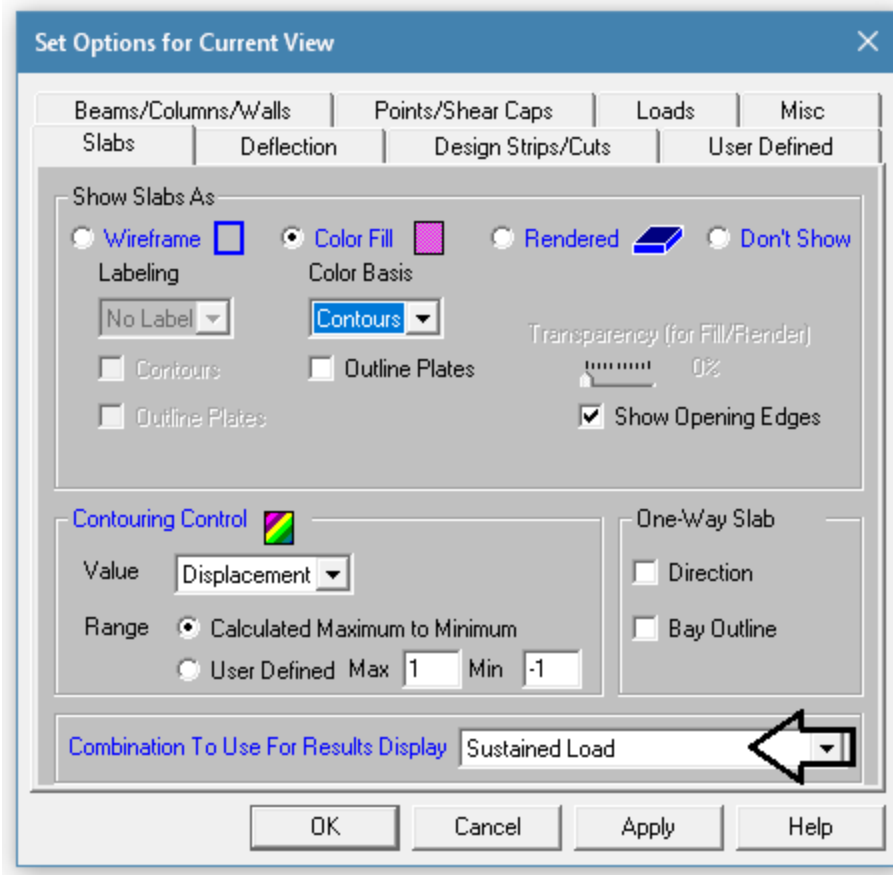 Set Options for Current View
Beams/Columns/Walls Points/Shear Caps Loads Misc
Slabs Deflection Design Strips/Cuts User Defined
Show Slabs As
Wireframe Color Fill Rendered Don't Show
Labeling Color Basis
No Label Contours
Transparency (for Fill/Render)
Contours Outline Plates 0%
Outline Plates Show Opening Edges
Contouring Control One-Way Slab
Value Displacement Direction
Range Calculated Maximum to Minimum Bay Outline
User Defined Max 1 Min -1
Combination To Use For Results Display Sustained Load
OK Cancel Apply Help